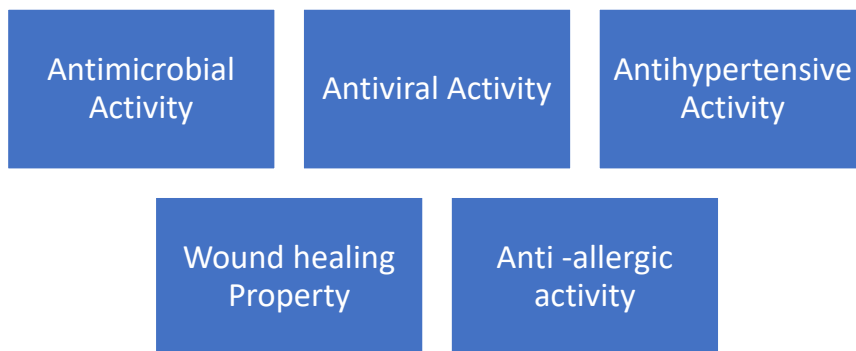 Antimicrobial
Activity
Antiviral Activity
Antihypertensive
Activity
Wound healing
Property
Anti -allergic
activity